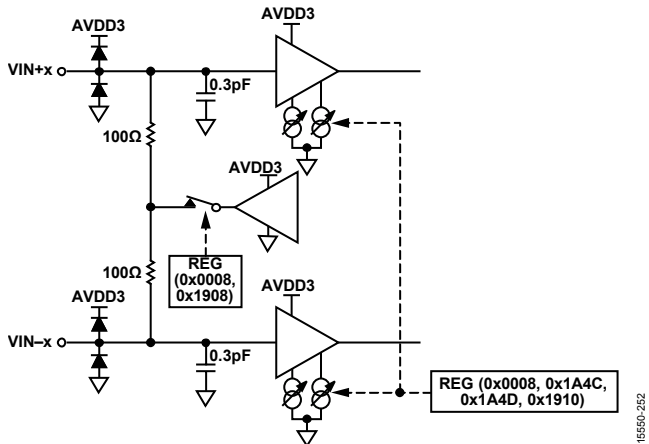 AVDD3
AVDD3
VIN+x
0.3pF
100Ω
AVDD3
REG
(0x0008,
0x1908)
100Ω
AVDD3
AVDD3
VIN–x
0.3pF
REG (0x0008, 0x1A4C,
0x1A4D, 0x1910)
15550-252